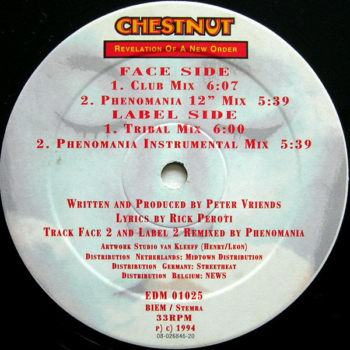 CHESTNUT
REVELATION OF A NEW ORDER
FACE SIDE
1. CLUB MIX 6:07
2. PHENOMANIA 12" MIX 5:39
LABEL SIDE
1. TRIBAL MIX 6:00
2. PHENOMANIA INSTRUMENTAL MIX 5:39
WRITTEN AND PRODUCED BY PETER VRIENDS
LYRICS BY RICK PEROTI
TRACK FACE 2 AND LABEL 2 REMIXED BY PHENOMANIA
ARTWORK STUDIO VAN KLEEFF (HENRY/LEON)
DISTRIBUTION NETHERLANDS: MIDTOWN DISTRIBUTION
DISTRIBUTION GERMANY: STREETBEAT
DISTRIBUTION BELGIUM: NEWS
EDM 01025
BIEM / STEMRA
33RPM
P) C) 1994
08-026846-20